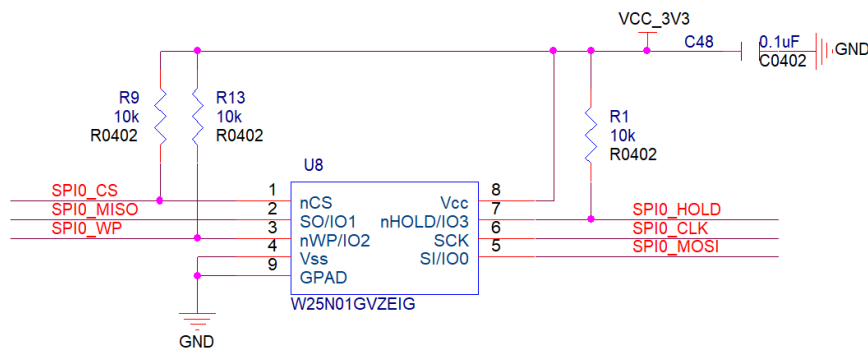 VCC_3V3
C48
0.1uF
C0402
GND
R9
10k
R0402
R13
10k
R0402
R1
10k
R0402
U8
SPI0_CS
1
nCS
Vcc
8
SPI0_MISO
2
SO/IO1
nHOLD/IO3
7
SPI0_HOLD
SPI0_WP
3
nWP/IO2
SCK
6
SPI0_CLK
4
Vss
SI/IO0
5
SPI0_MOSI
9
GPAD
W25N01GVZEIG
GND